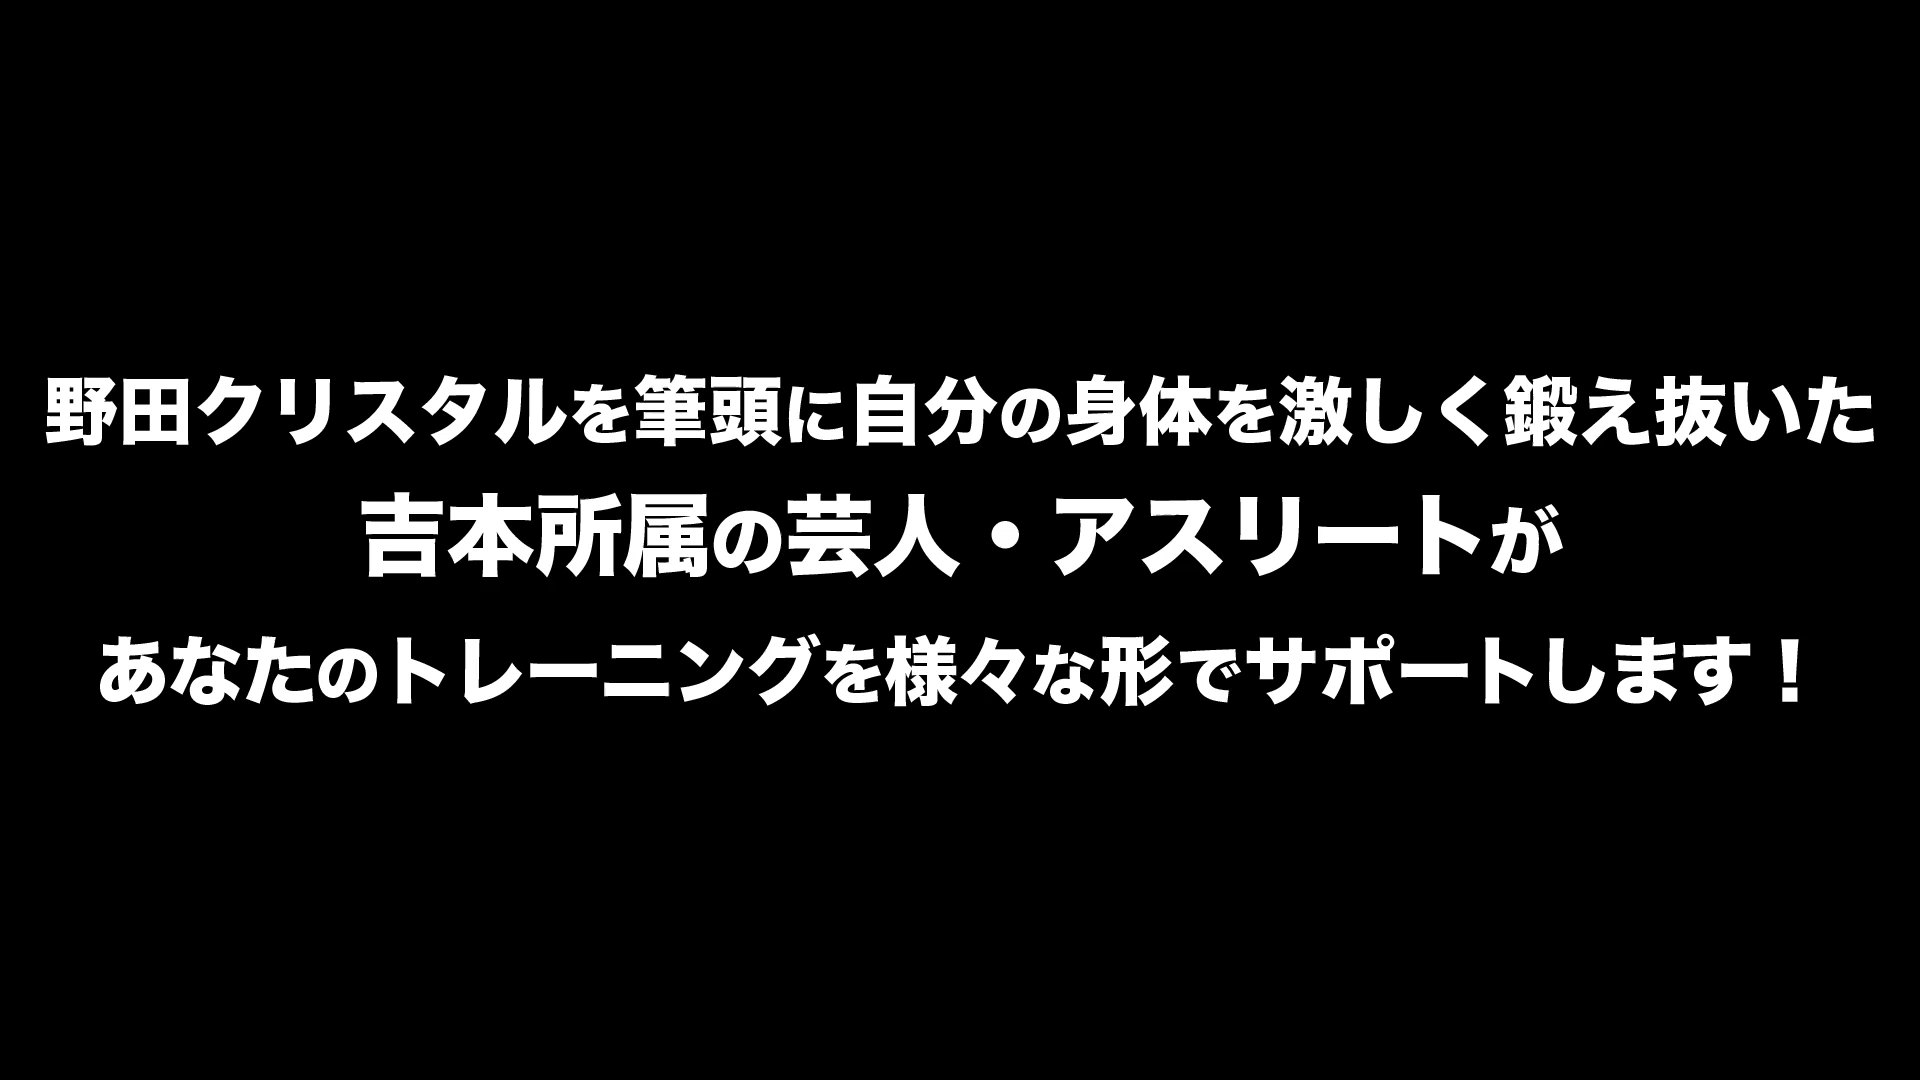 野田クリスタルを筆頭に自分の身体を激しく鍛え抜いた
吉本所属の芸人・アスリートが
あなたのトレーニングを様々な形でサポートします！